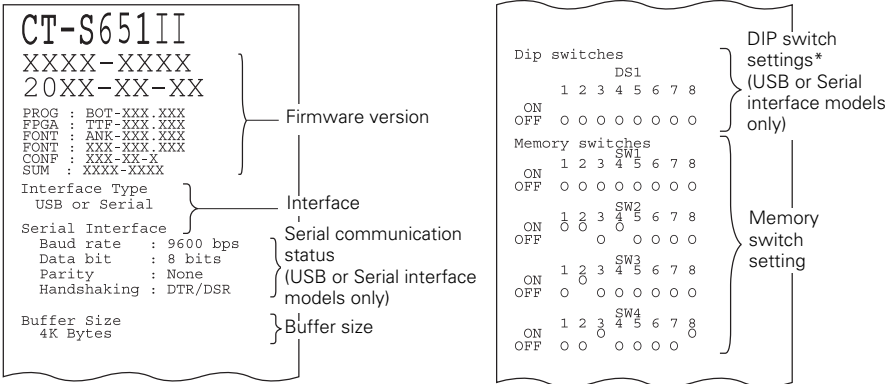 CT-S651II
XXXX-XXXX
20XX-XX-XX
PROG : BOT-XXX.XXX
FPGA : TTF-XXX.XXX
FONT : ANK-XXX.XXX
FONT : XXX-XXX.XXX
CONF : XXX-XX-X
SUM : XXXX-XXXX
Firmware version
Interface Type
USB or Serial
Interface
Serial Interface
Baud rate : 9600 bps
Data bit : 8 bits
Parity : None
Handshaking : DTR/DSR
Serial communication
status
(USB or Serial interface
models only)
Buffer Size
4K Bytes
Buffer size
Dip switches
DS1
1 2 3 4 5 6 7 8
ON
OFF O O O O O O O O
DIP switch
settings*
(USB or Serial
interface models
only)
Memory switches
SW1
1 2 3 4 5 6 7 8
ON
OFF O O O O O O O O
SW2
1 2 3 4 5 6 7 8
ON O O O
OFF O O O O O
SW3
1 2 3 4 5 6 7 8
ON O
OFF O O O O O O O
SW4
1 2 3 4 5 6 7 8
ON O O
OFF O O O O O O
Memory
switch
setting